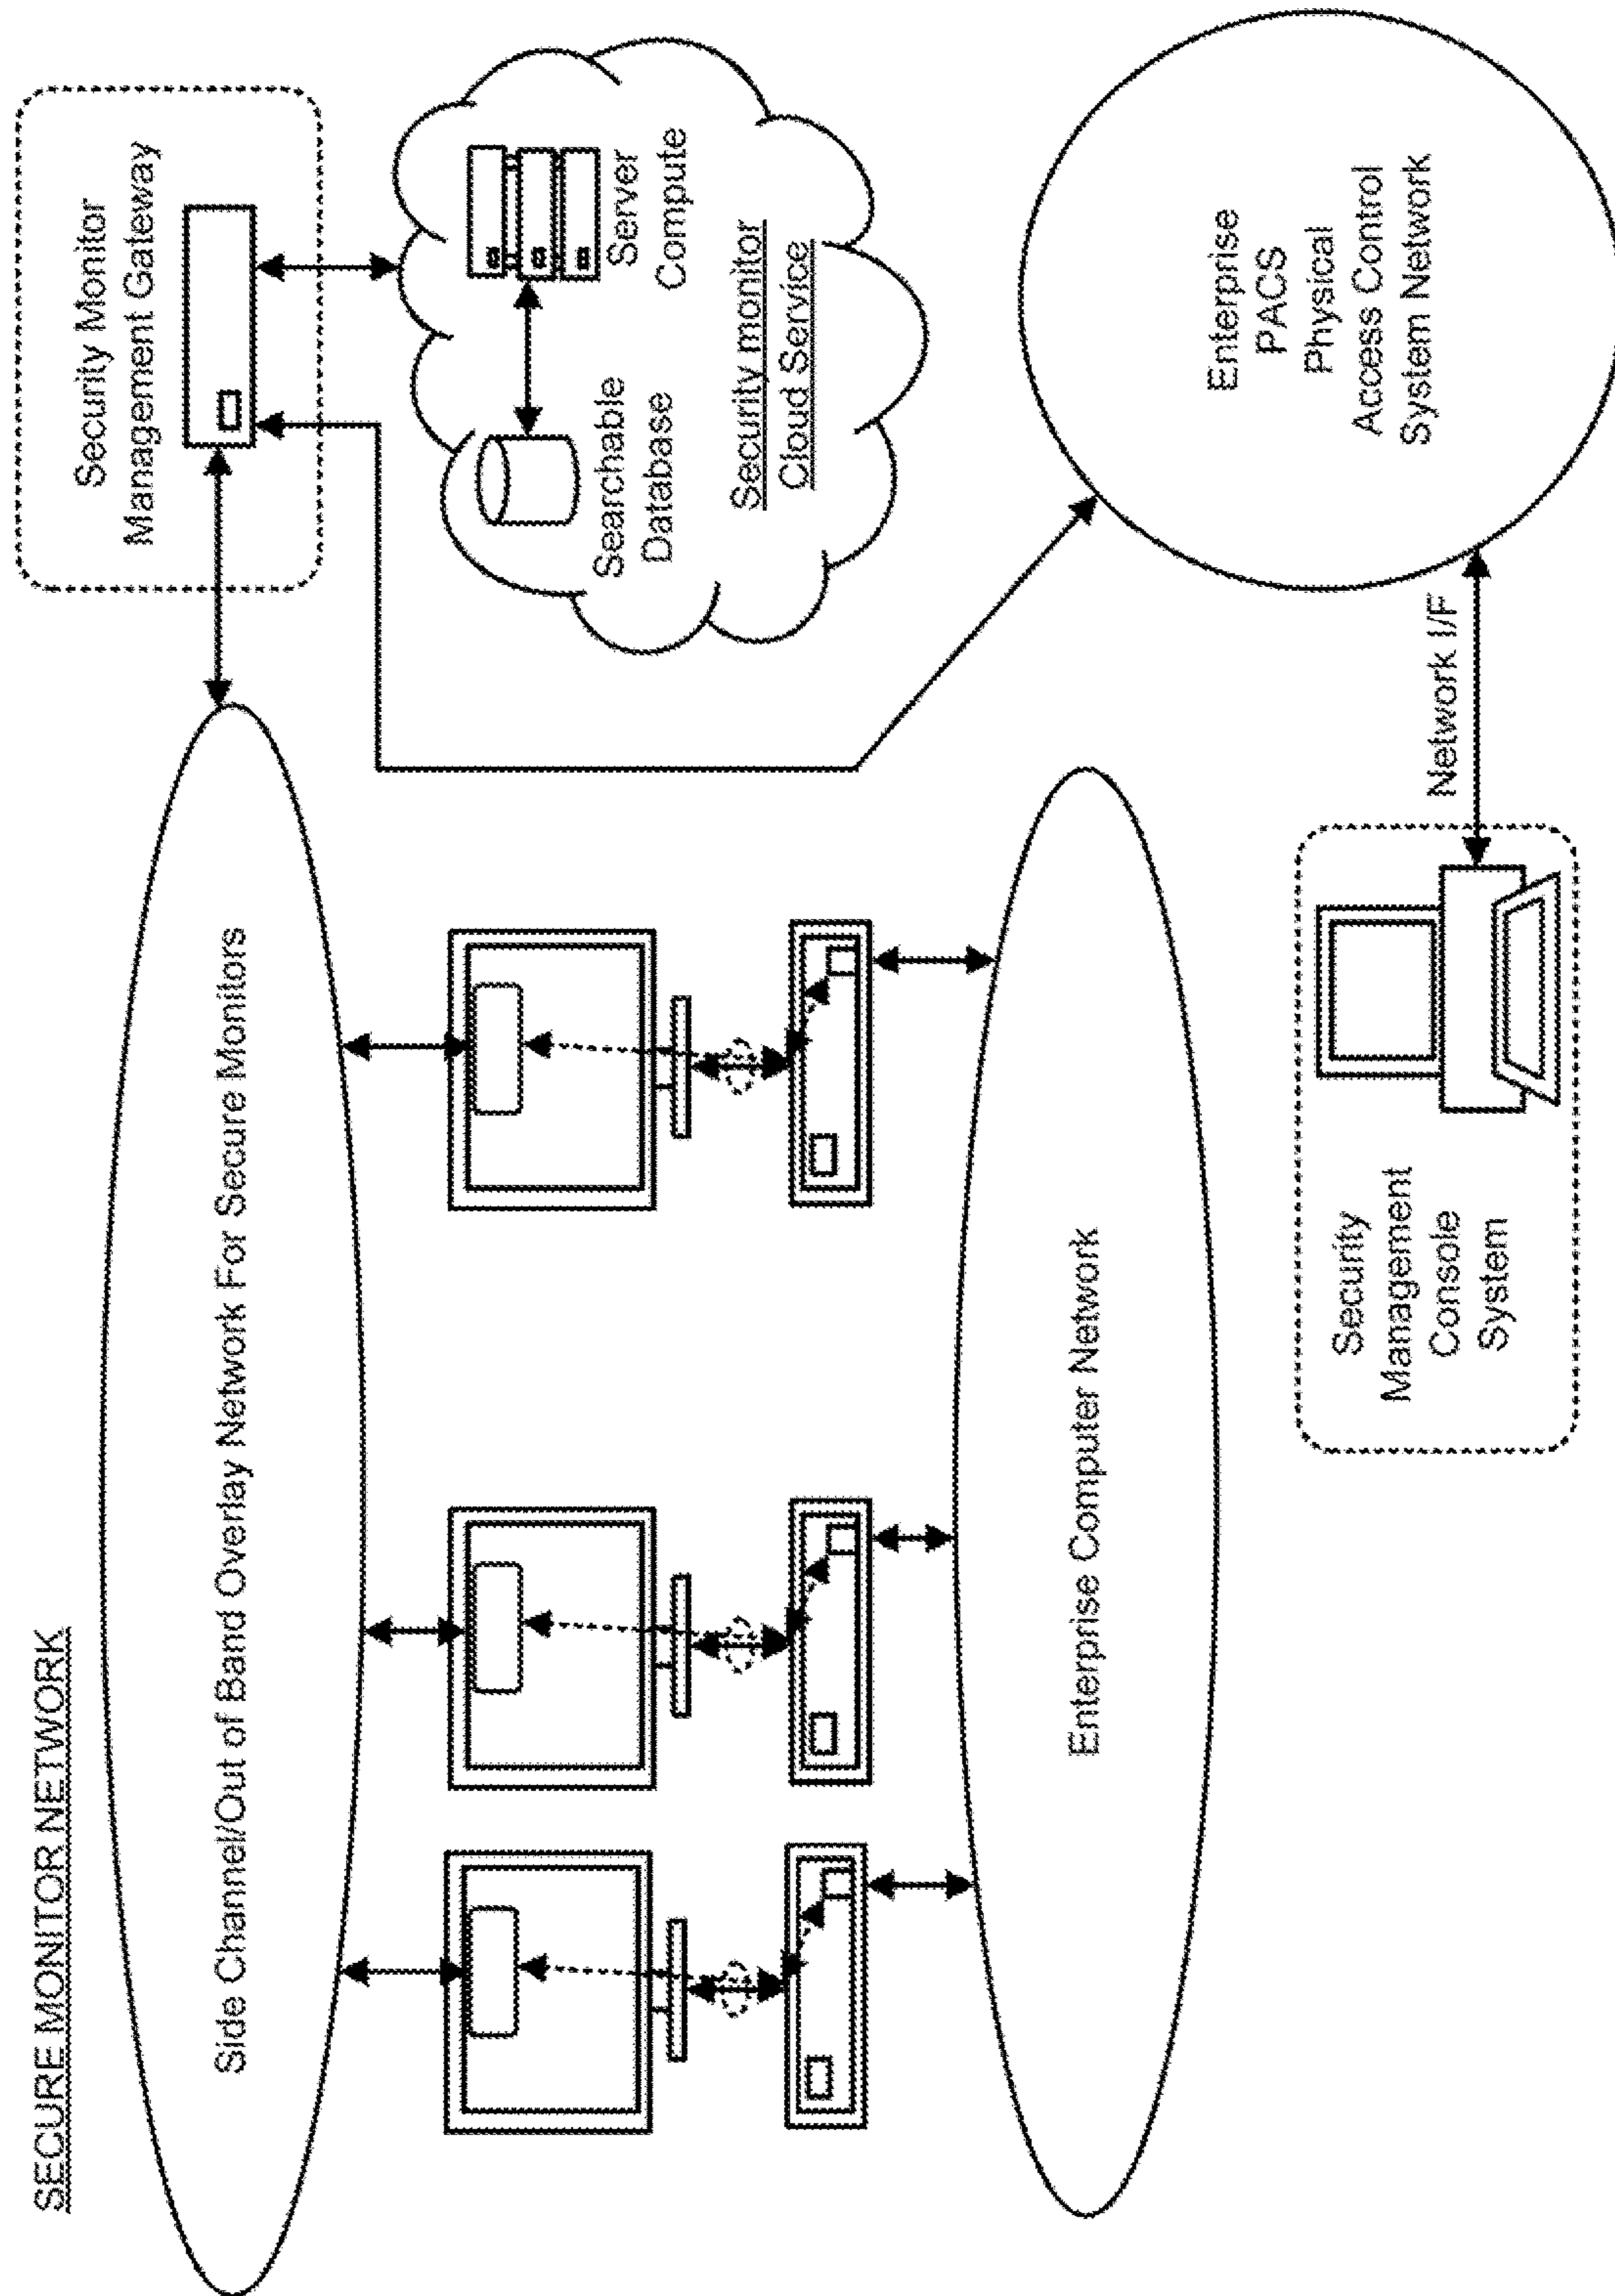 SECURE MONITOR NETWORK
Side Channel/Out of Band Overlay Network For Secure Monitors
Security Monitor
Management Gateway
Searchable
Database
Server
Compute
Security monitor
Cloud Service
Enterprise Computer Network
Security
Management
Console
System
Network I/F
Enterprise
PACS
Physical
Access Control
System Network